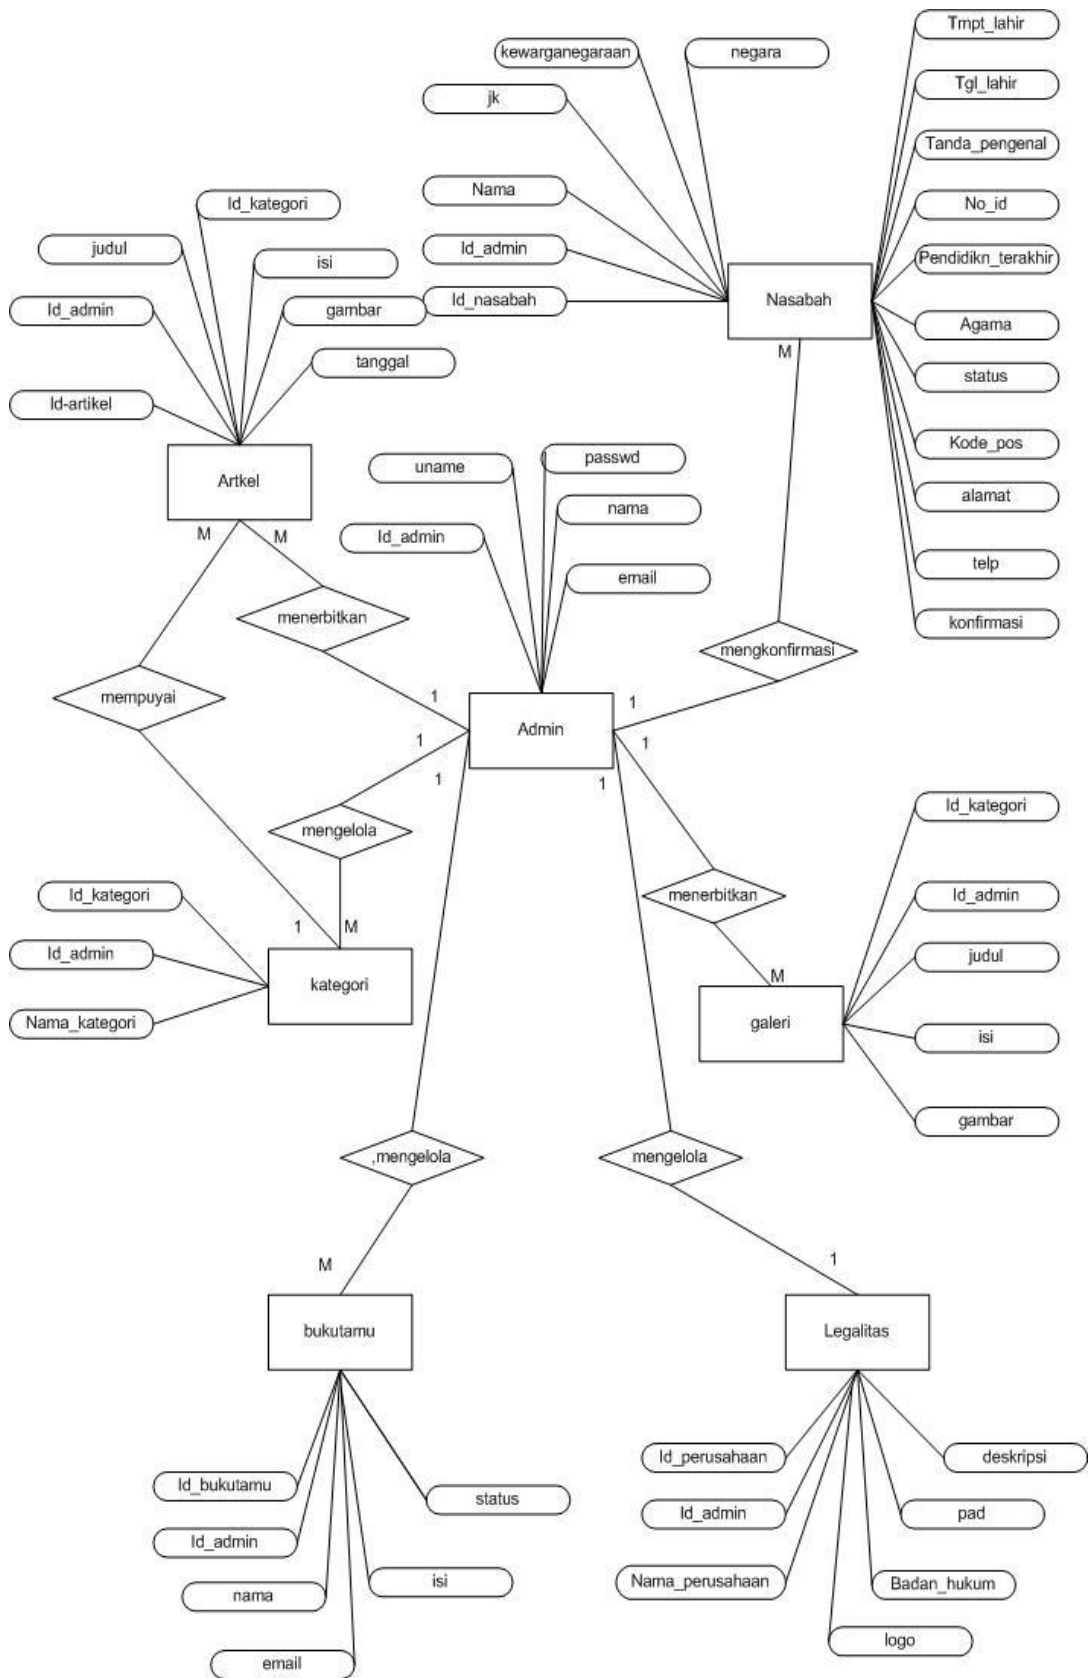 Tmpt_lahir
kewarganegaraan
negara
Tgl_lahir
jk
Tanda_pengenal
Nama
Id_kategori
No_id
judul
Id_admin
isi
Pendidikn_terakhir
Id_nasabah
Nasabah
Id_admin
gambar
Agama
M
tanggal
status
Id-artikel
Kode_pos
passwd
uname
Artkel
alamat
nama
M
M
Id_admin
telp
email
menerbitkan
konfirmasi
mengkonfirmasi
mempuyai
1
1
Admin
1
1
1
1
Id_kategori
mengelola
Id_kategori
menerbitkan
Id_admin
1
M
Id_admin
judul
M
kategori
Nama_kategori
galeri
isi
gambar
,mengelola
mengelola
M
1
bukutamu
Legalitas
Id_perusahaan
deskripsi
Id_bukutamu
status
Id_admin
pad
Id_admin
isi
Nama_perusahaan
Badan_hukum
nama
logo
email